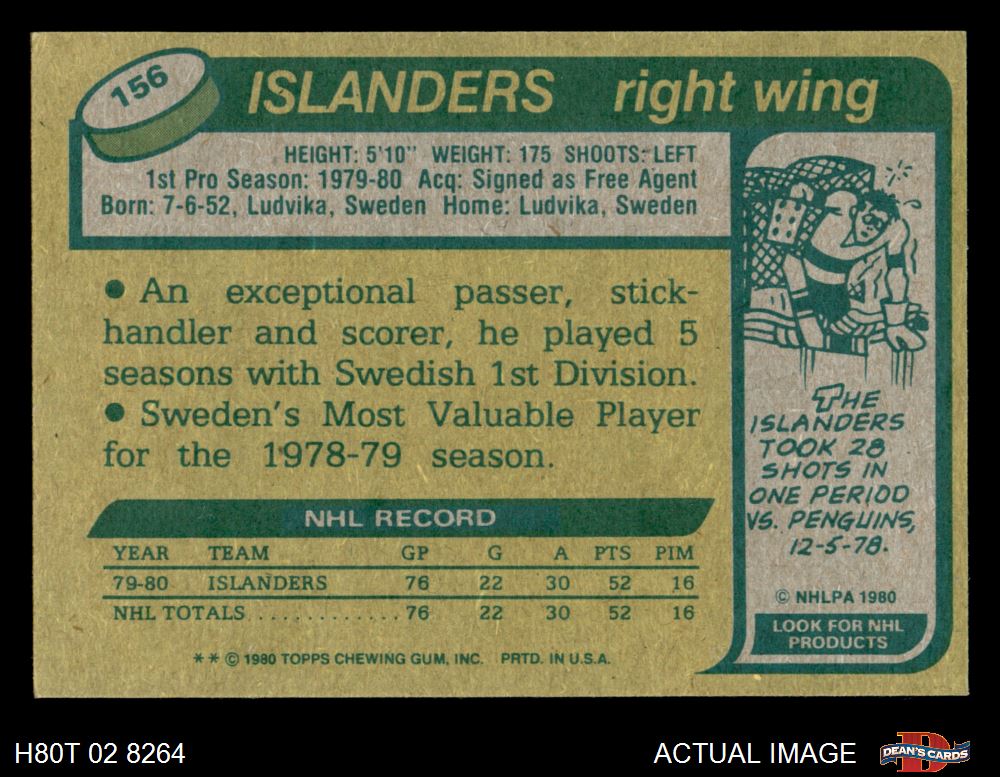 156
ISLANDERS right wing
HEIGHT: 5'10" WEIGHT: 175 SHOOTS: LEFT
1st Pro Season: 1979-80 Acq: Signed as Free Agent
Born: 7-6-52, Ludvika, Sweden Home: Ludvika, Sweden
● An exceptional passer, stick-
handler and scorer, he played 5
seasons with Swedish 1st Division.
● Sweden's Most Valuable Player
for the 1978-79 season.
NHL RECORD
YEAR TEAM GP G A PTS PIM
79-80 ISLANDERS 76 22 30 52 16
NHL TOTALS............ 76 22 30 52 16
** © 1980 TOPPS CHEWING GUM, INC. PRTD. IN U.S.A.
THE
ISLANDERS
TOOK 28
SHOTS IN
ONE PERIOD
VS. PENGUINS,
12-5-78.
© NHLPA 1980
LOOK FOR NHL
PRODUCTS
H80T 02 8264
ACTUAL IMAGE
D
DEAN'S CARDS